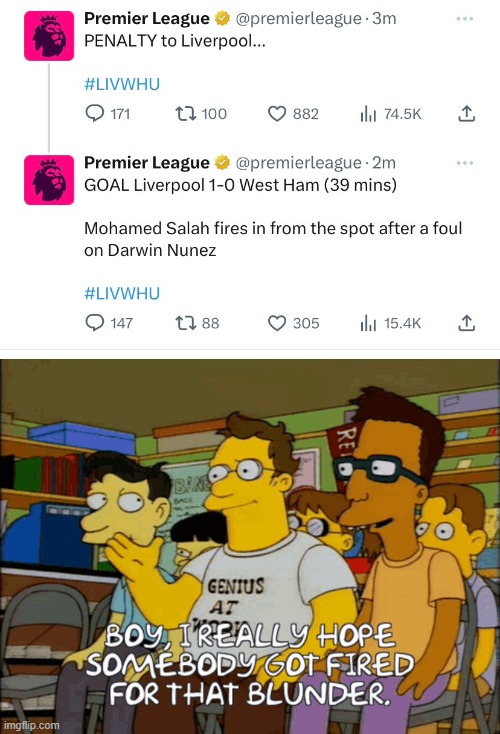 Premier League @premierleague · 3m
PENALTY to Liverpool...
#LIVWHU
171 100 882 74.5K
Premier League @premierleague · 2m
GOAL Liverpool 1-0 West Ham (39 mins)
Mohamed Salah fires in from the spot after a foul
on Darwin Nunez
#LIVWHU
147 88 305 15.4K
RE
BANG
GENIUS
AT
BOY, I REALLY HOPE
SOMEBODY GOT FIRED
FOR THAT BLUNDER.
imgflip.com